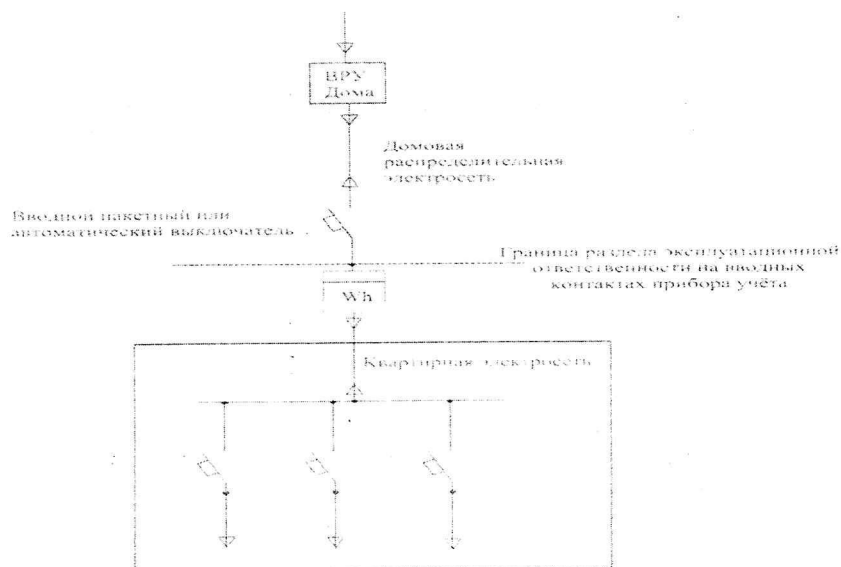 ВРУ
Дома
Домовая
распределительная
электросеть
Вводной пакетный или
автоматический выключатель
Граница раздела эксплуатационной
ответственности на вводных
контактах прибора учёта
Wh
Квартирная электросеть